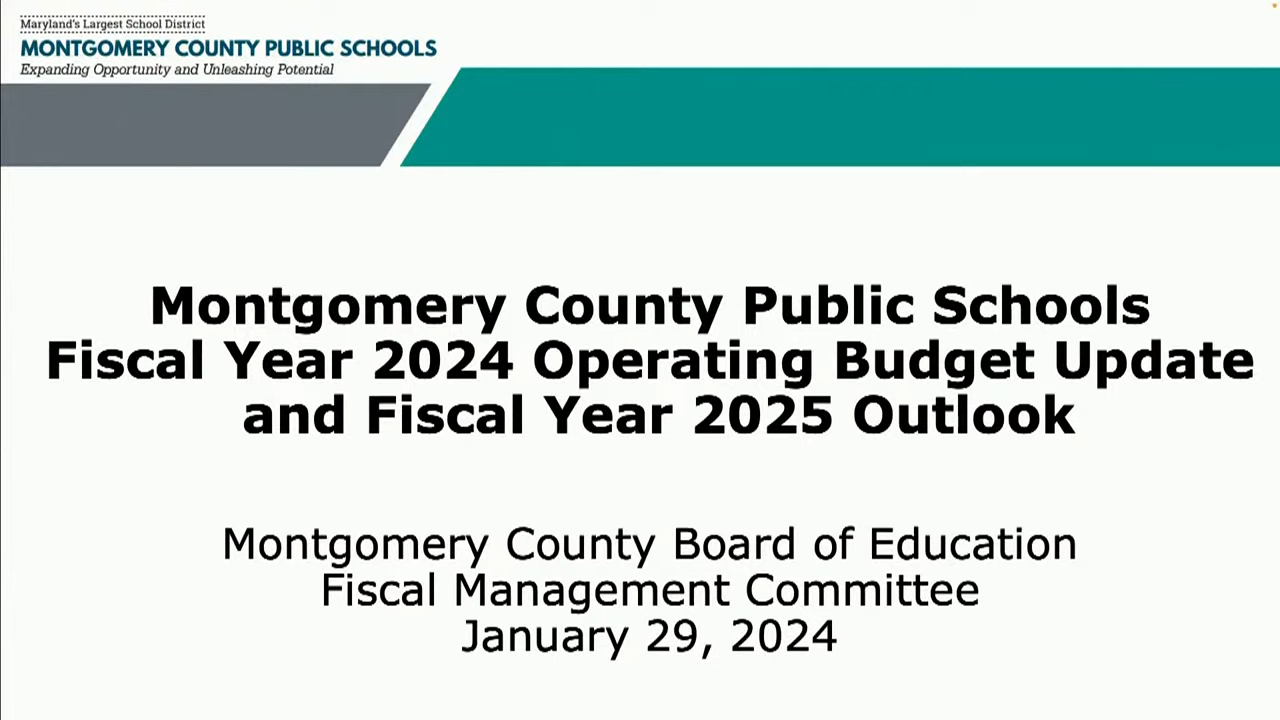 Maryland's Largest School District
MONTGOMERY COUNTY PUBLIC SCHOOLS
Expanding Opportunity and Unleashing Potential
Montgomery County Public Schools
Fiscal Year 2024 Operating Budget Update
and Fiscal Year 2025 Outlook
Montgomery County Board of Education
Fiscal Management Committee
January 29, 2024